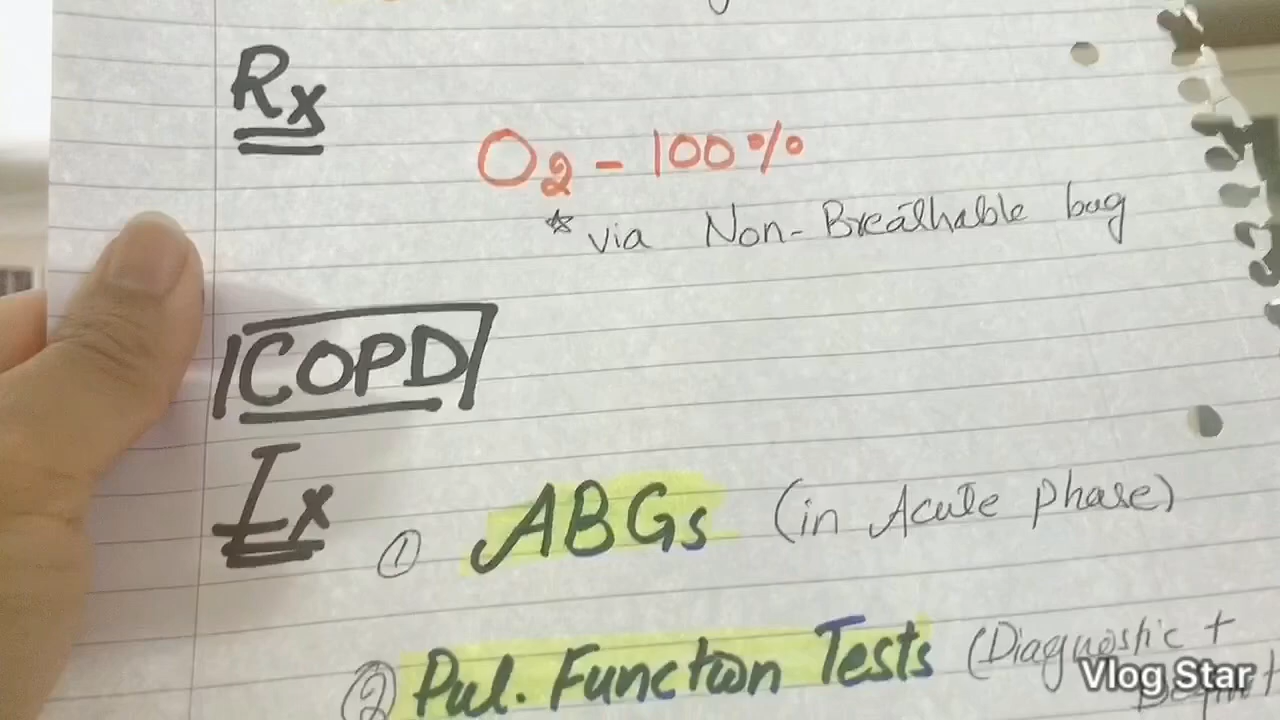 Rx
O2 - 100%
* via Non-Breathable bag
COPD
Ix
① ABGs (in Acute phase)
② Pul. Function Tests (Diagnostic +
Vlog Star